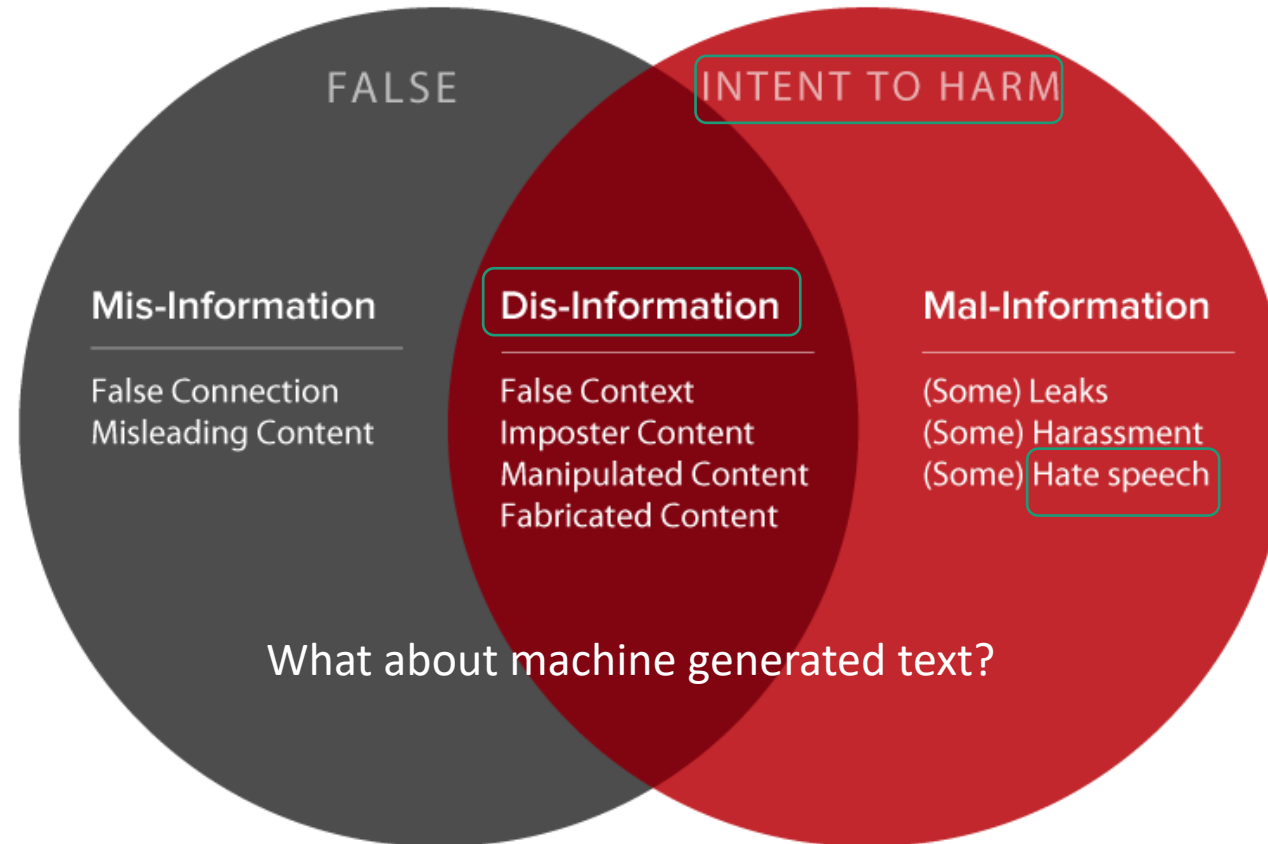 FALSE
INTENT TO HARM
Mis-Information
False Connection
Misleading Content
Dis-Information
False Context
Imposter Content
Manipulated Content
Fabricated Content
Mal-Information
(Some) Leaks
(Some) Harassment
(Some) Hate speech
What about machine generated text?